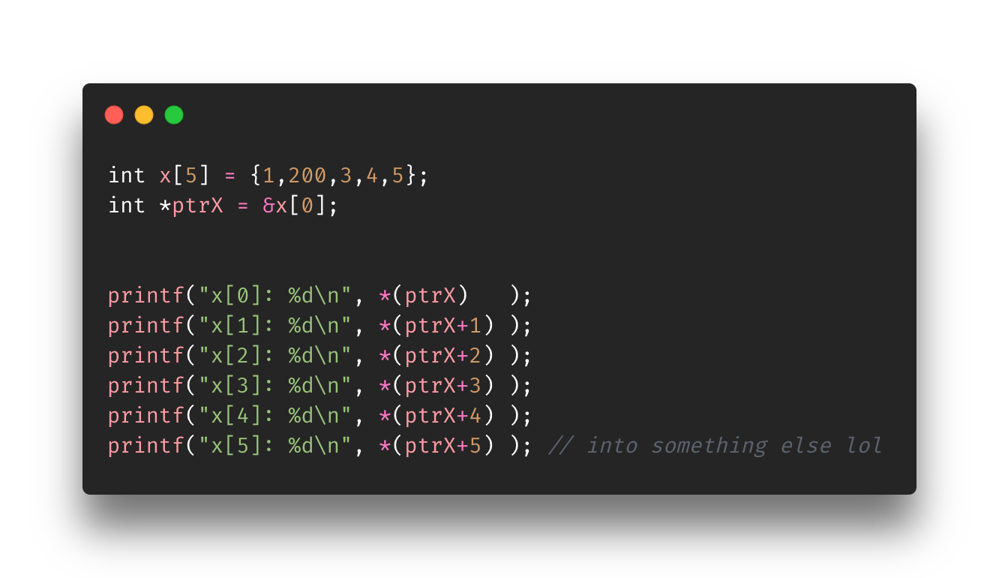 int x[5] = {1,200,3,4,5};
int *ptrX = &x[0];
printf("x[0]: %d\n", *(ptrX)   );
printf("x[1]: %d\n", *(ptrX+1) );
printf("x[2]: %d\n", *(ptrX+2) );
printf("x[3]: %d\n", *(ptrX+3) );
printf("x[4]: %d\n", *(ptrX+4) );
printf("x[5]: %d\n", *(ptrX+5) ); // into something else lol